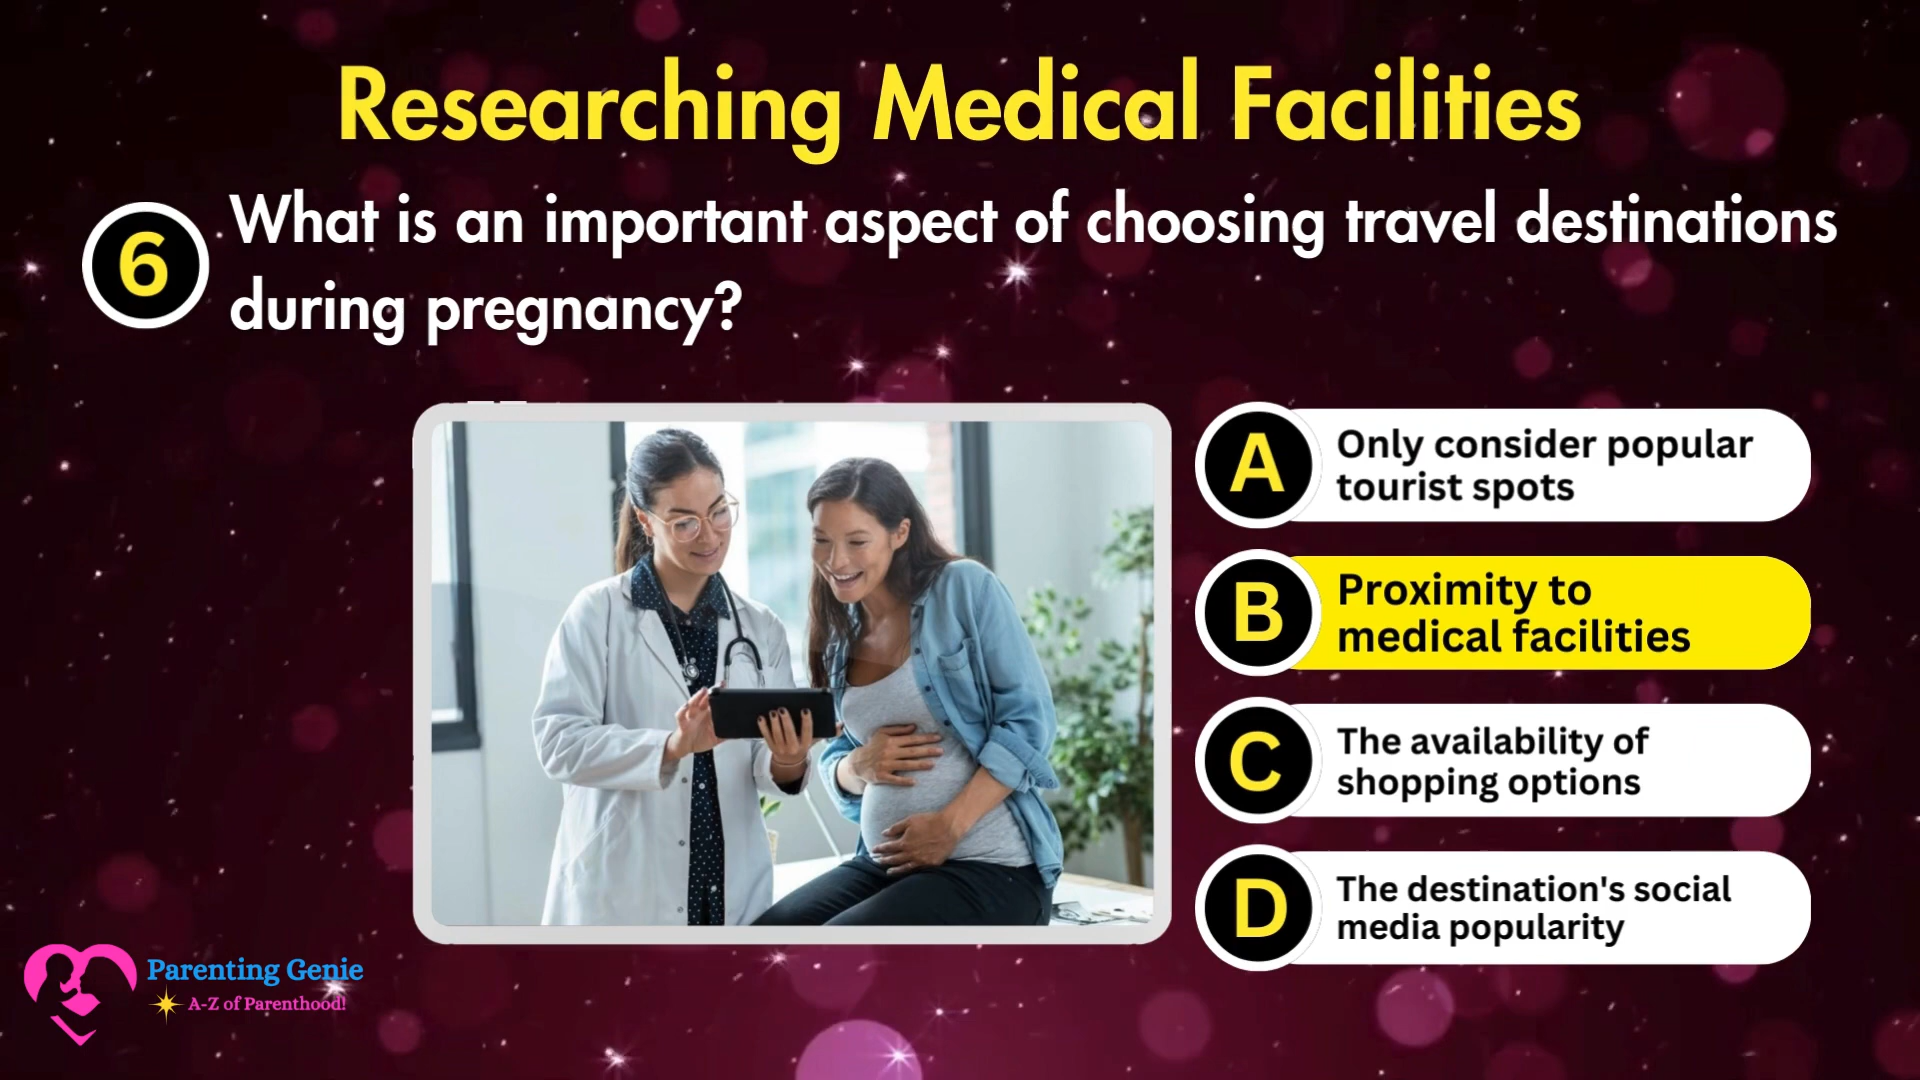 Researching Medical Facilities
6
What is an important aspect of choosing travel destinations
during pregnancy?
A
Only consider popular
tourist spots
B
Proximity to
medical facilities
C
The availability of
shopping options
D
The destination's social
media popularity
Parenting Genie
A-Z of Parenthood!